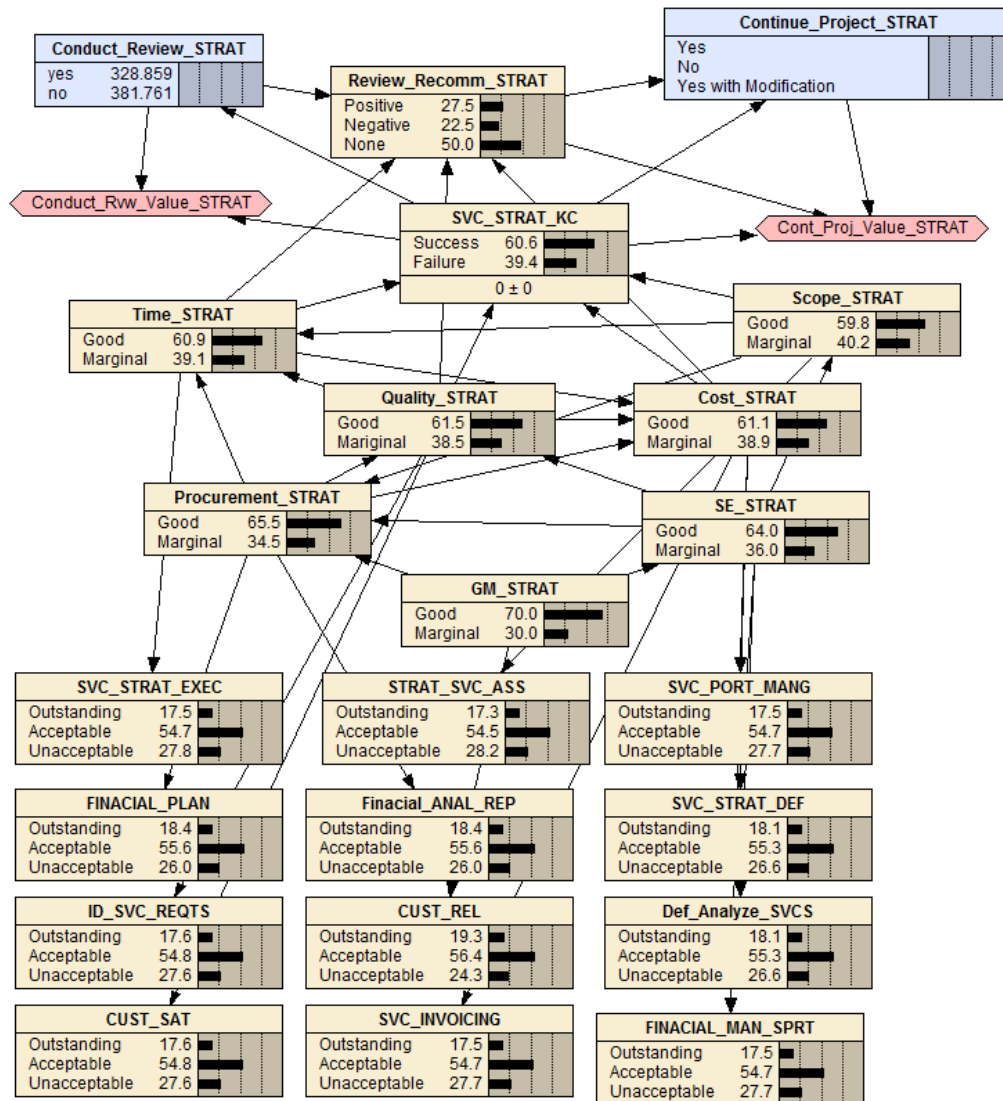 Conduct_Review_STRAT
yes 328.859
no 381.761
Continue_Project_STRAT
Yes
No
Yes with Modification
Review_Recomm_STRAT
Positive 27.5
Negative 22.5
None 50.0
Conduct_Rvw_Value_STRAT
Cont_Proj_Value_STRAT
SVC_STRAT_KC
Success 60.6
Failure 39.4
0 ± 0
Time_STRAT
Good 60.9
Marginal 39.1
Scope_STRAT
Good 59.8
Marginal 40.2
Quality_STRAT
Good 61.5
Mariginal 38.5
Cost_STRAT
Good 61.1
Marginal 38.9
Procurement_STRAT
Good 65.5
Marginal 34.5
SE_STRAT
Good 64.0
Marginal 36.0
GM_STRAT
Good 70.0
Marginal 30.0
SVC_STRAT_EXEC
Outstanding 17.5
Acceptable 54.7
Unacceptable 27.8
STRAT_SVC_ASS
Outstanding 17.3
Acceptable 54.5
Unacceptable 28.2
SVC_PORT_MANG
Outstanding 17.5
Acceptable 54.7
Unacceptable 27.7
FINACIAL_PLAN
Outstanding 18.4
Acceptable 55.6
Unacceptable 26.0
Finacial_ANAL_REP
Outstanding 18.4
Acceptable 55.6
Unacceptable 26.0
SVC_STRAT_DEF
Outstanding 18.1
Acceptable 55.3
Unacceptable 26.6
ID_SVC_REQTS
Outstanding 17.6
Acceptable 54.8
Unacceptable 27.6
CUST_REL
Outstanding 19.3
Acceptable 56.4
Unacceptable 24.3
Def_Analyze_SVCS
Outstanding 18.1
Acceptable 55.3
Unacceptable 26.6
CUST_SAT
Outstanding 17.6
Acceptable 54.8
Unacceptable 27.6
SVC_INVOICING
Outstanding 17.5
Acceptable 54.7
Unacceptable 27.7
FINACIAL_MAN_SPRT
Outstanding 17.5
Acceptable 54.7
Unacceptable 27.7